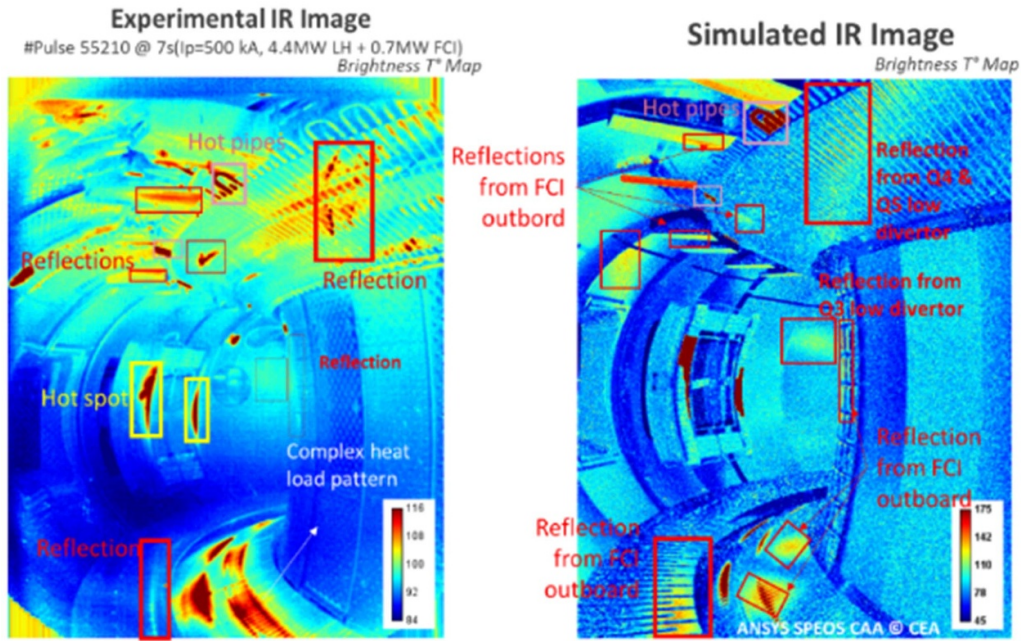 Experimental IR Image
#Pulse 55210 @ 7s(Ip=500 kA, 4.4MW LH + 0.7MW FCI)
Brightness T° Map
Hot pipes
Reflections
Reflection
Reflection
Hot spot
Complex heat
load pattern
Reflection
116
108
100
92
84
Simulated IR Image
Brightness T° Map
Hot pipes
Reflections
from FCI
outbord
Reflection
from Q4 &
Q5 low
divertor
Reflection from
Q3 low divertor
Reflection
from FCI
outboard
Reflection
from FCI
outboard
175
142
110
78
45
ANSYS SPEOS CAA © CEA